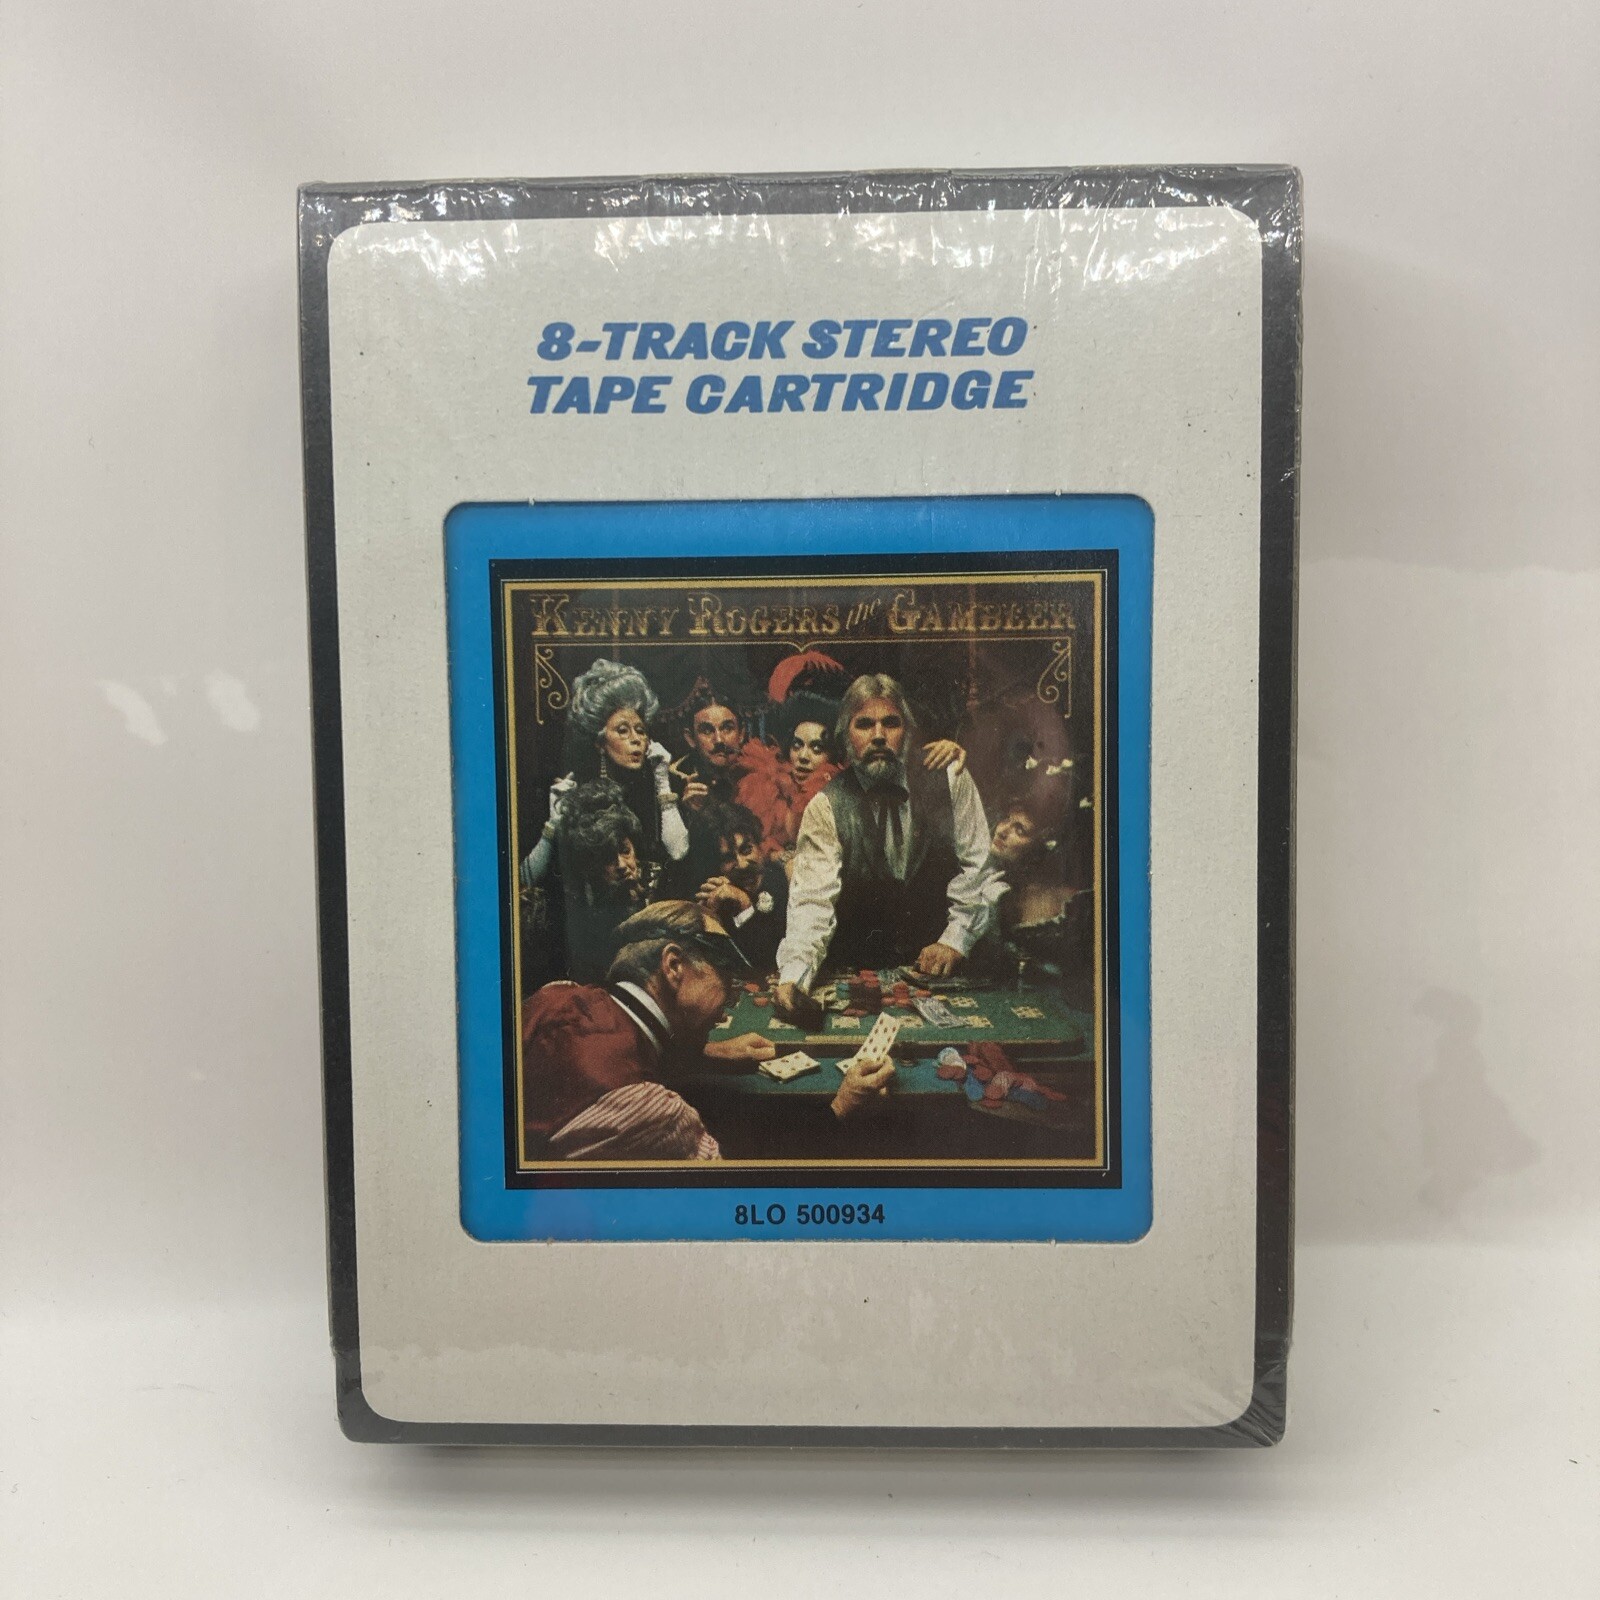 8-TRACK STEREO
TAPE CARTRIDGE
KENNY ROGERS the GAMBLER
8LO 500934